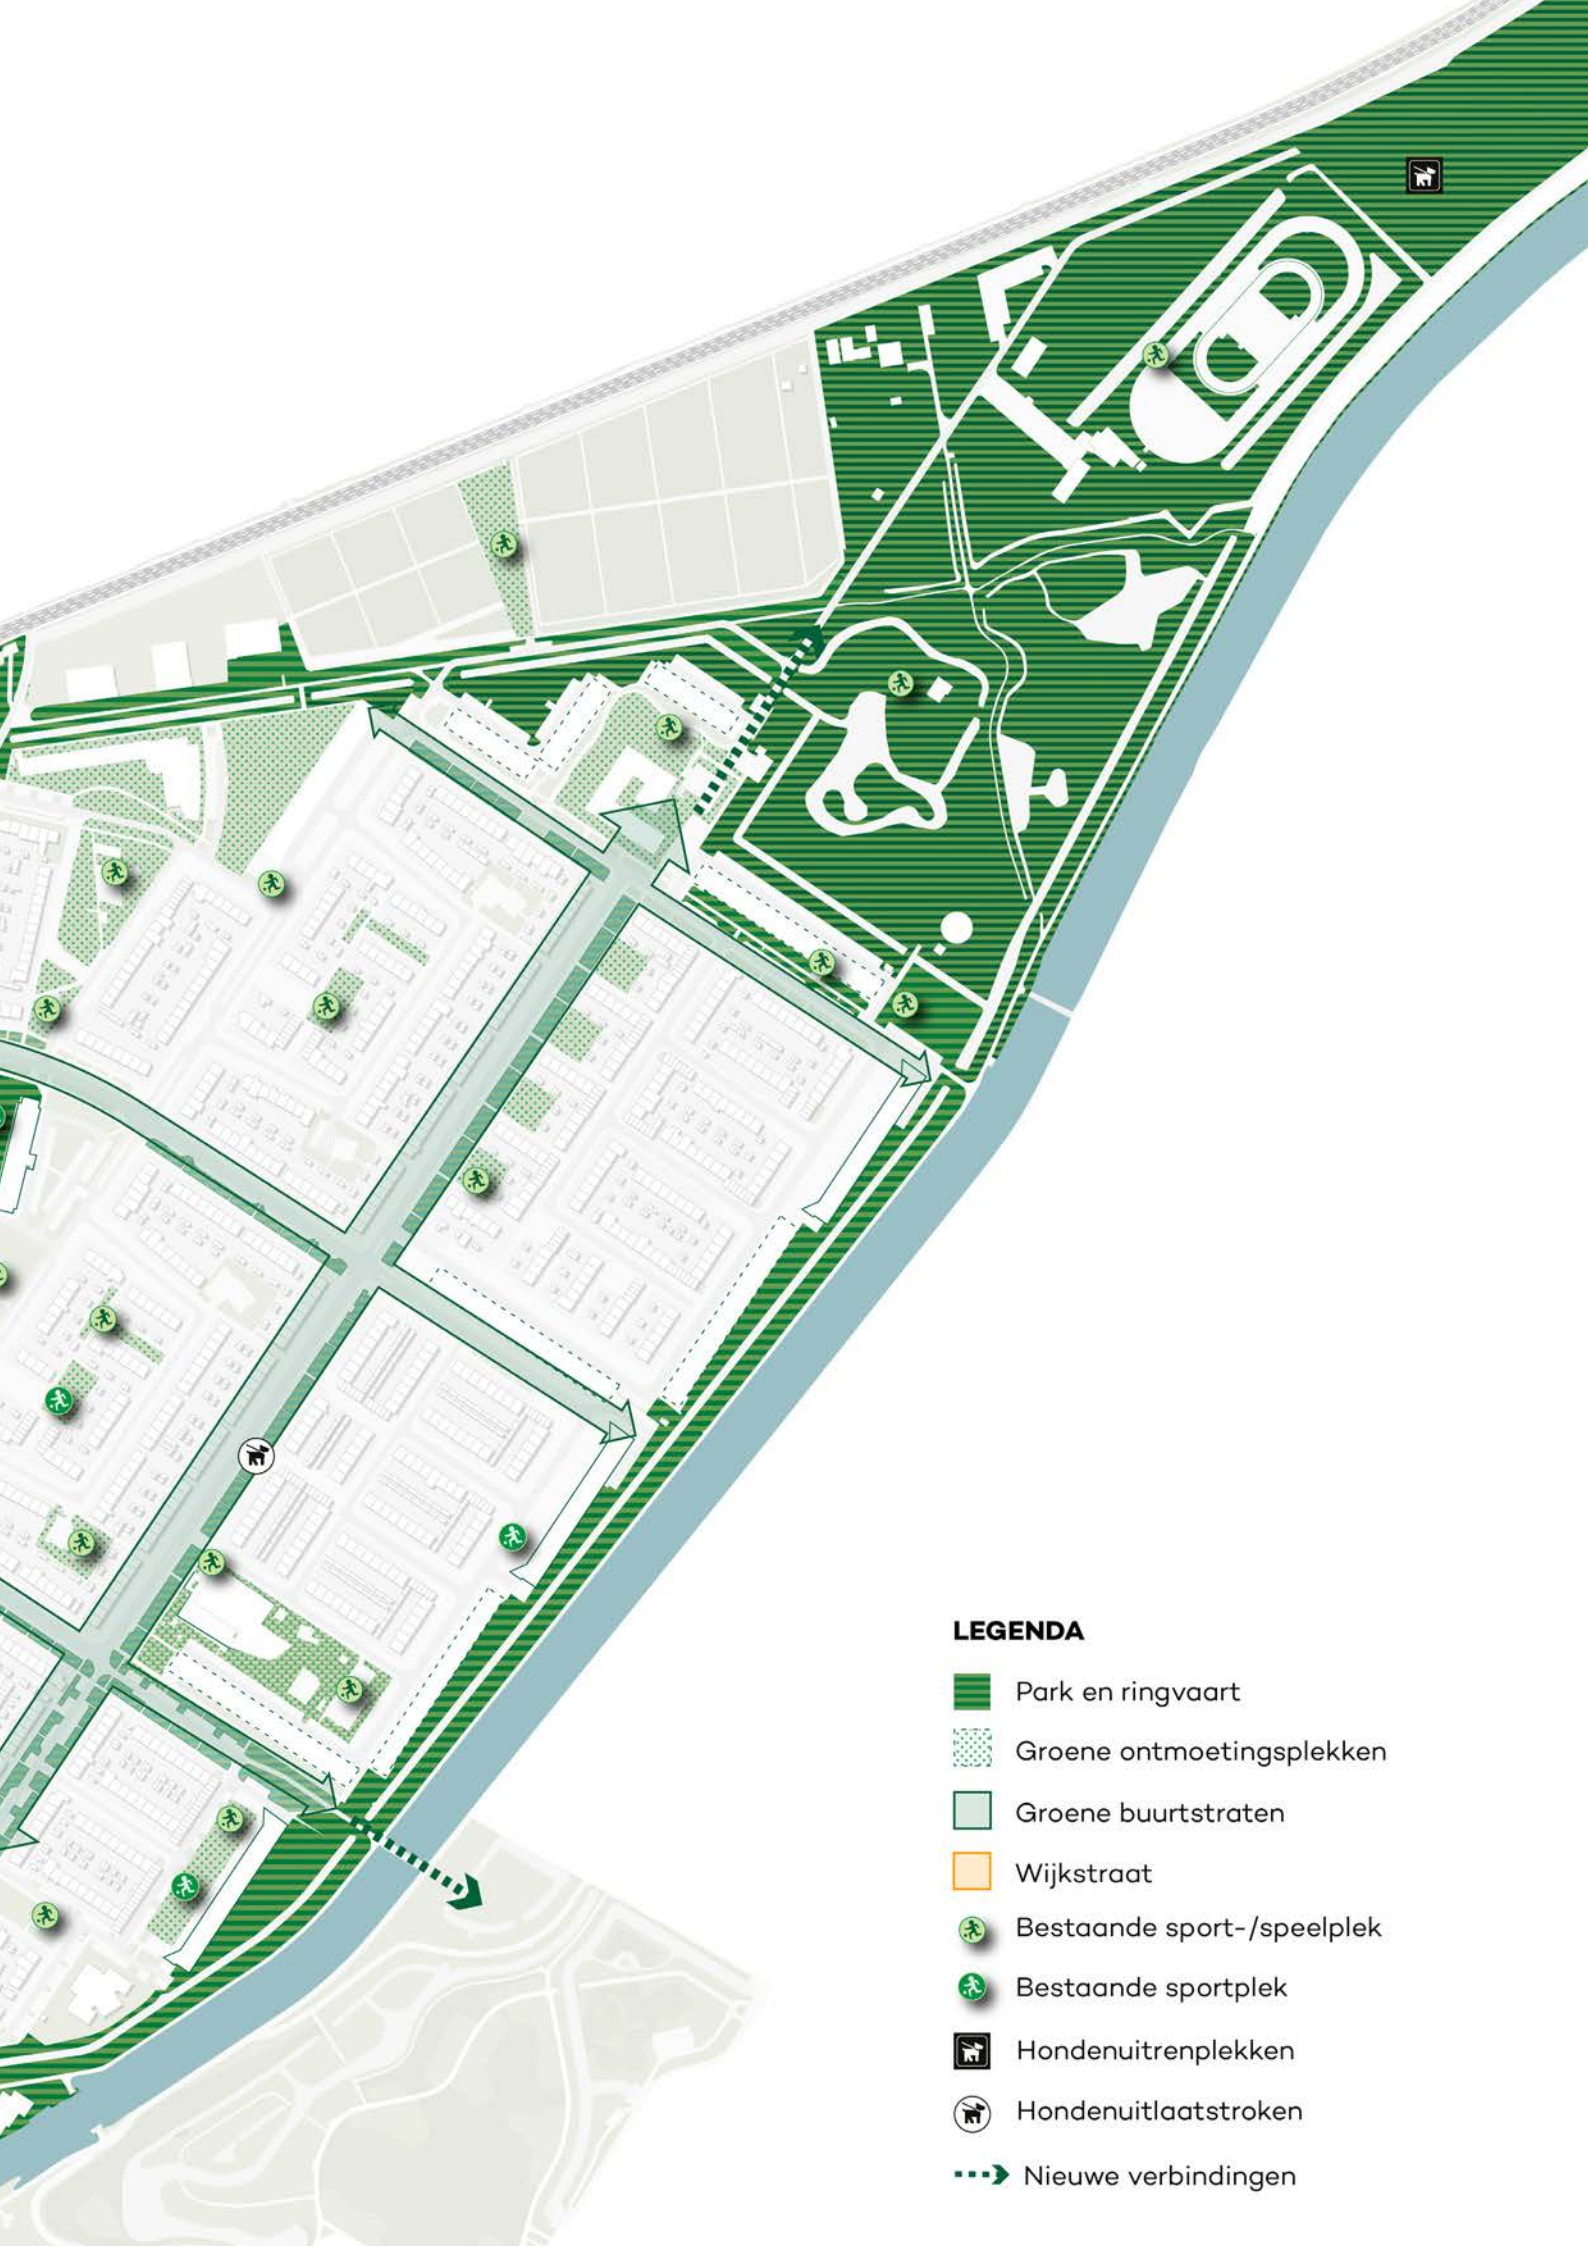 LEGENDA
Park en ringvaart
Groene ontmoetingsplekken
Groene buurtstraten
Wijkstraat
Bestaande sport-/speelplek
Bestaande sportplek
Hondenuitrenplekken
Hondenuitlaatstroken
Nieuwe verbindingen